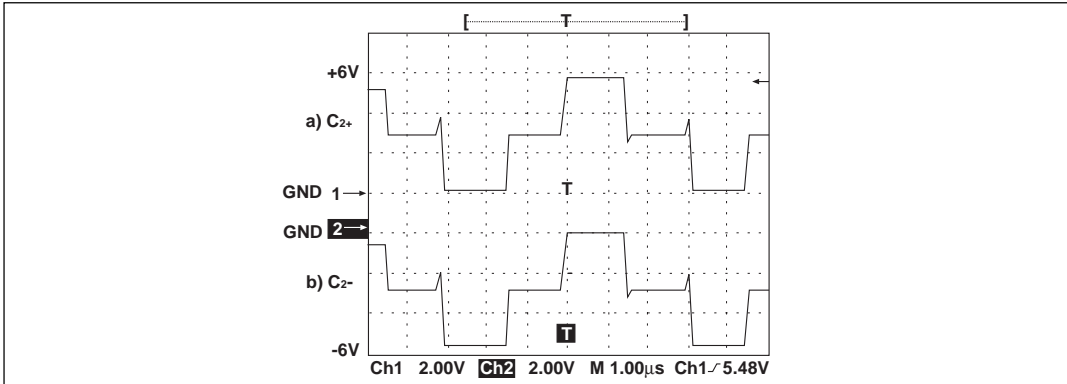 [ T ]
+6V
a) C2+
GND 1
T
GND 2
b) C2-
T
-6V
Ch1 2.00V Ch2 2.00V M 1.00µs Ch1 5.48V